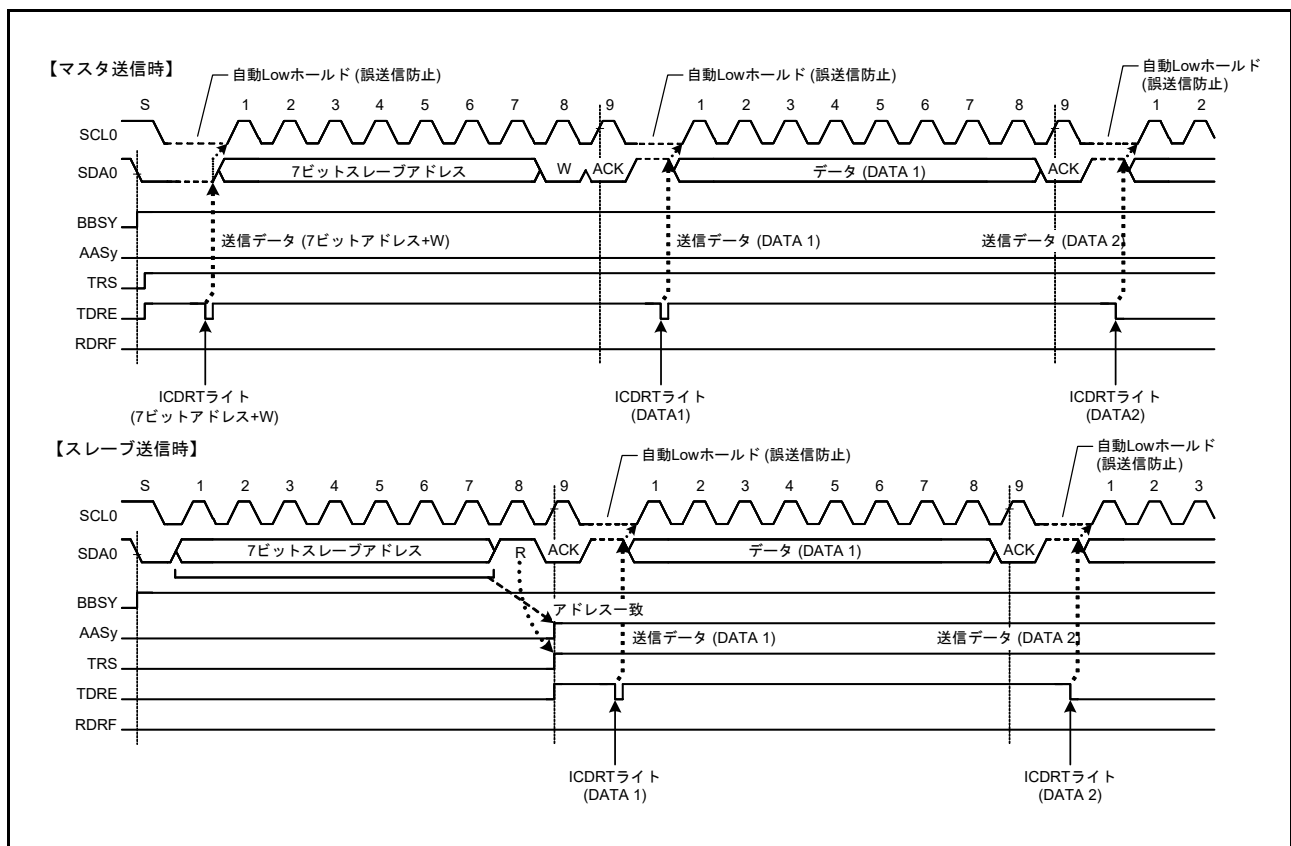 【マスタ送信時】
自動Lowホールド (誤送信防止)
自動Lowホールド (誤送信防止)
自動Lowホールド
(誤送信防止)
S 1 2 3 4 5 6 7 8 9 1 2 3 4 5 6 7 8 9 1 2
SCL0
SDA0 7ビットスレーブアドレス W ACK データ (DATA 1) ACK
BBSY
送信データ (7ビットアドレス+W) 送信データ (DATA 1) 送信データ (DATA 2)
AASy
TRS
TDRE
RDRF
ICDRTライト
(7ビットアドレス+W)
ICDRTライト
(DATA1)
ICDRTライト
(DATA2)
【スレーブ送信時】
自動Lowホールド (誤送信防止)
自動Lowホールド
(誤送信防止)
S 1 2 3 4 5 6 7 8 9 1 2 3 4 5 6 7 8 9 1 2 3
SCL0
SDA0 7ビットスレーブアドレス R ACK データ (DATA 1) ACK
BBSY
アドレス一致
AASy
送信データ (DATA 1) 送信データ (DATA 2)
TRS
TDRE
RDRF
ICDRTライト
(DATA 1)
ICDRTライト
(DATA 2)